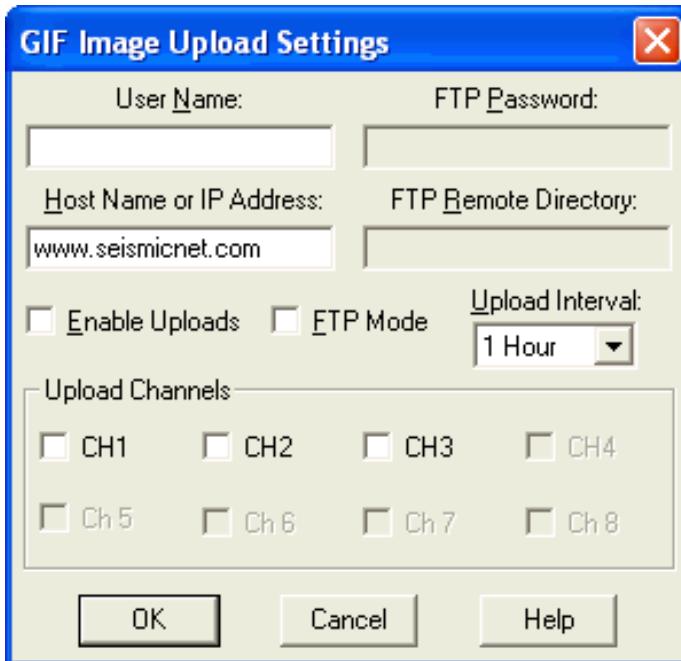 GIF Image Upload Settings
User Name: FTP Password:
Host Name or IP Address: FTP Remote Directory:
www.seismicnet.com
Enable Uploads FTP Mode Upload Interval:
1 Hour
Upload Channels
CH1 CH2 CH3 CH4
Ch 5 Ch 6 Ch 7 Ch 8
OK Cancel Help